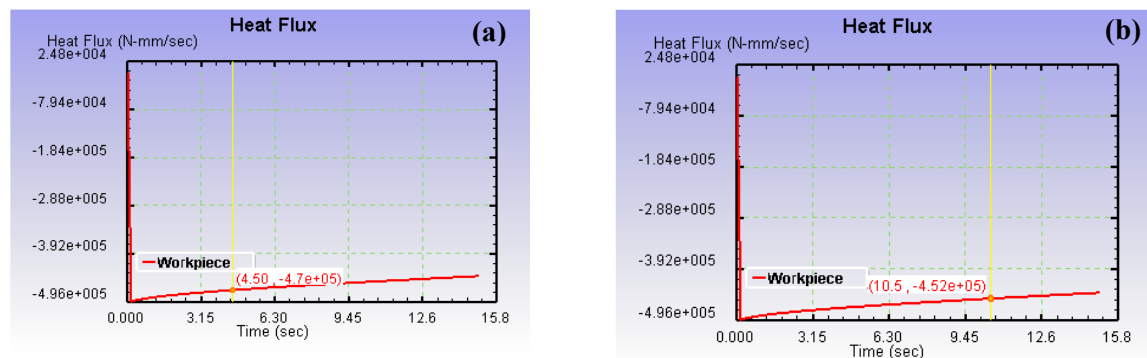 Heat Flux
(a)
Heat Flux (N-mm/sec)
2.48e+004
-7.94e+004
-1.84e+005
-2.88e+005
-3.92e+005
-4.96e+005
Workpiece
(4.50 , -4.7e+05)
0.000 3.15 6.30 9.45 12.6 15.8
Time (sec)
Heat Flux
(b)
Heat Flux (N-mm/sec)
2.48e+004
-7.94e+004
-1.84e+005
-2.88e+005
-3.92e+005
-4.96e+005
Workpiece
(10.5 , -4.52e+05)
0.000 3.15 6.30 9.45 12.6 15.8
Time (sec)